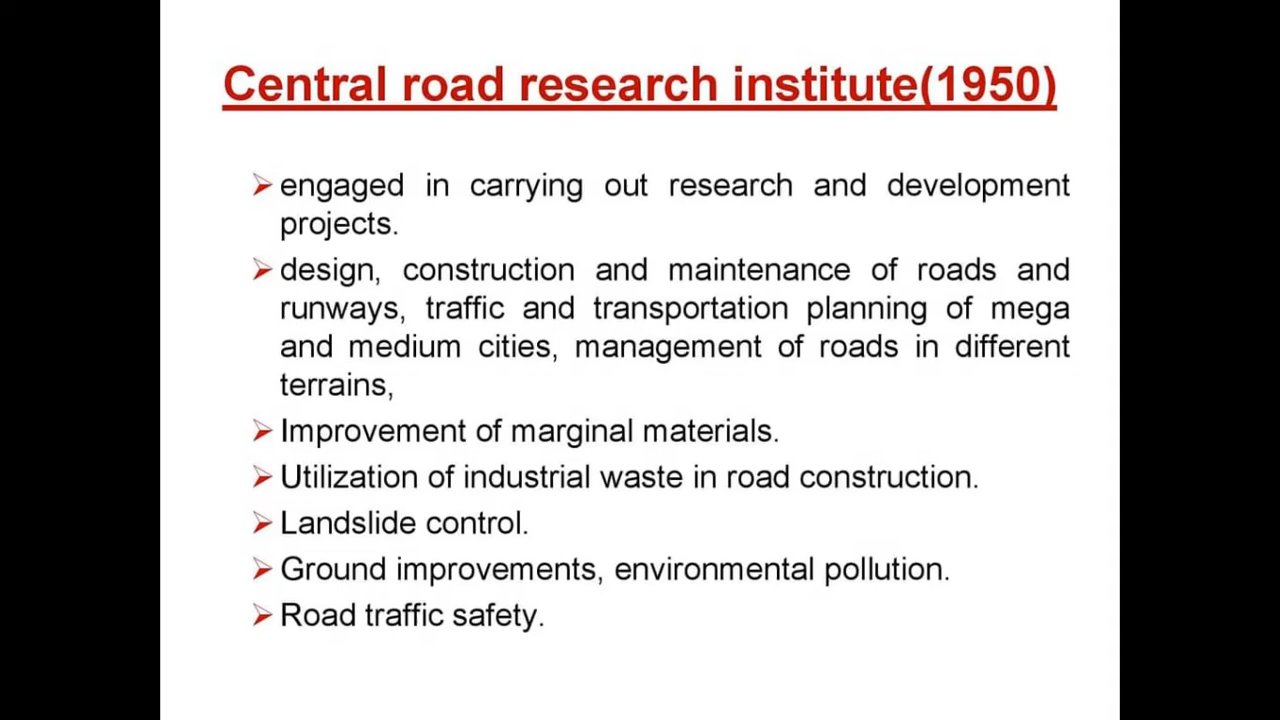 Central road research institute(1950)
engaged in carrying out research and development
projects.
design, construction and maintenance of roads and
runways, traffic and transportation planning of mega
and medium cities, management of roads in different
terrains,
Improvement of marginal materials.
Utilization of industrial waste in road construction.
Landslide control.
Ground improvements, environmental pollution.
Road traffic safety.